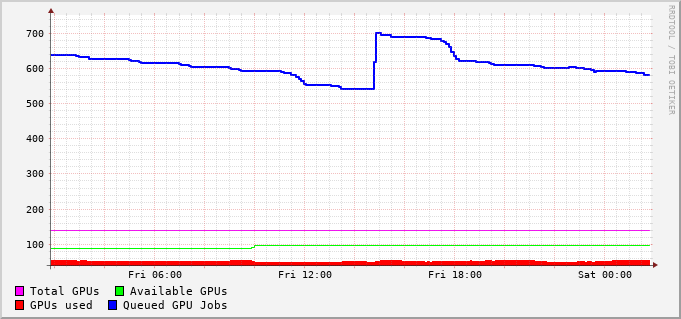 700
600
500
400
300
200
100
Fri 06:00 Fri 12:00 Fri 18:00 Sat 00:00
Total GPUs Available GPUs
GPUs used Queued GPU Jobs
RRDTOOL / TOBI OETIKER